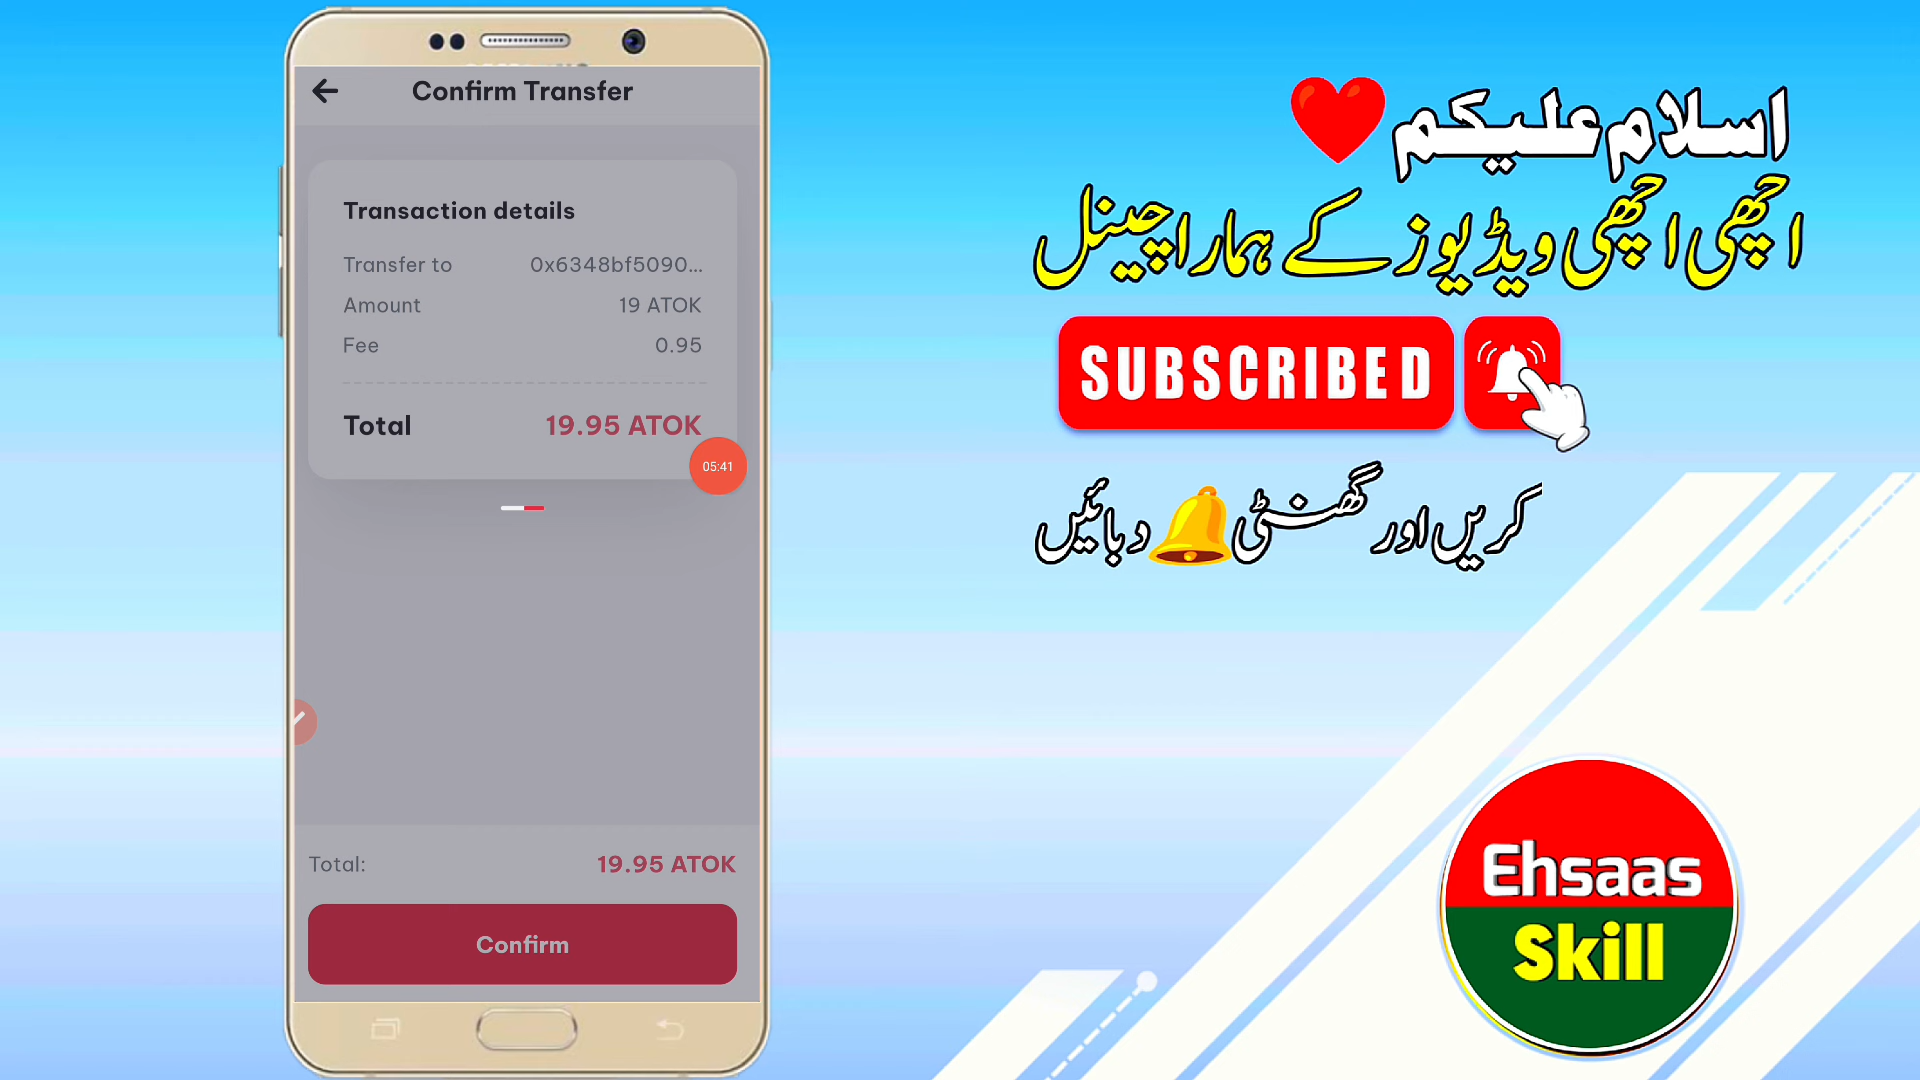 Confirm Transfer
Transaction details
Transfer to 0x6348bf5090...
Amount 19 ATOK
Fee 0.95
Total 19.95 ATOK
05:41
Total: 19.95 ATOK
Confirm
اسلام علیکم
اچھی اچھی ویڈیوز کے ہمارا چینل
SUBSCRIBED
کریں اور گھنٹی دبائیں
Ehsaas
Skill